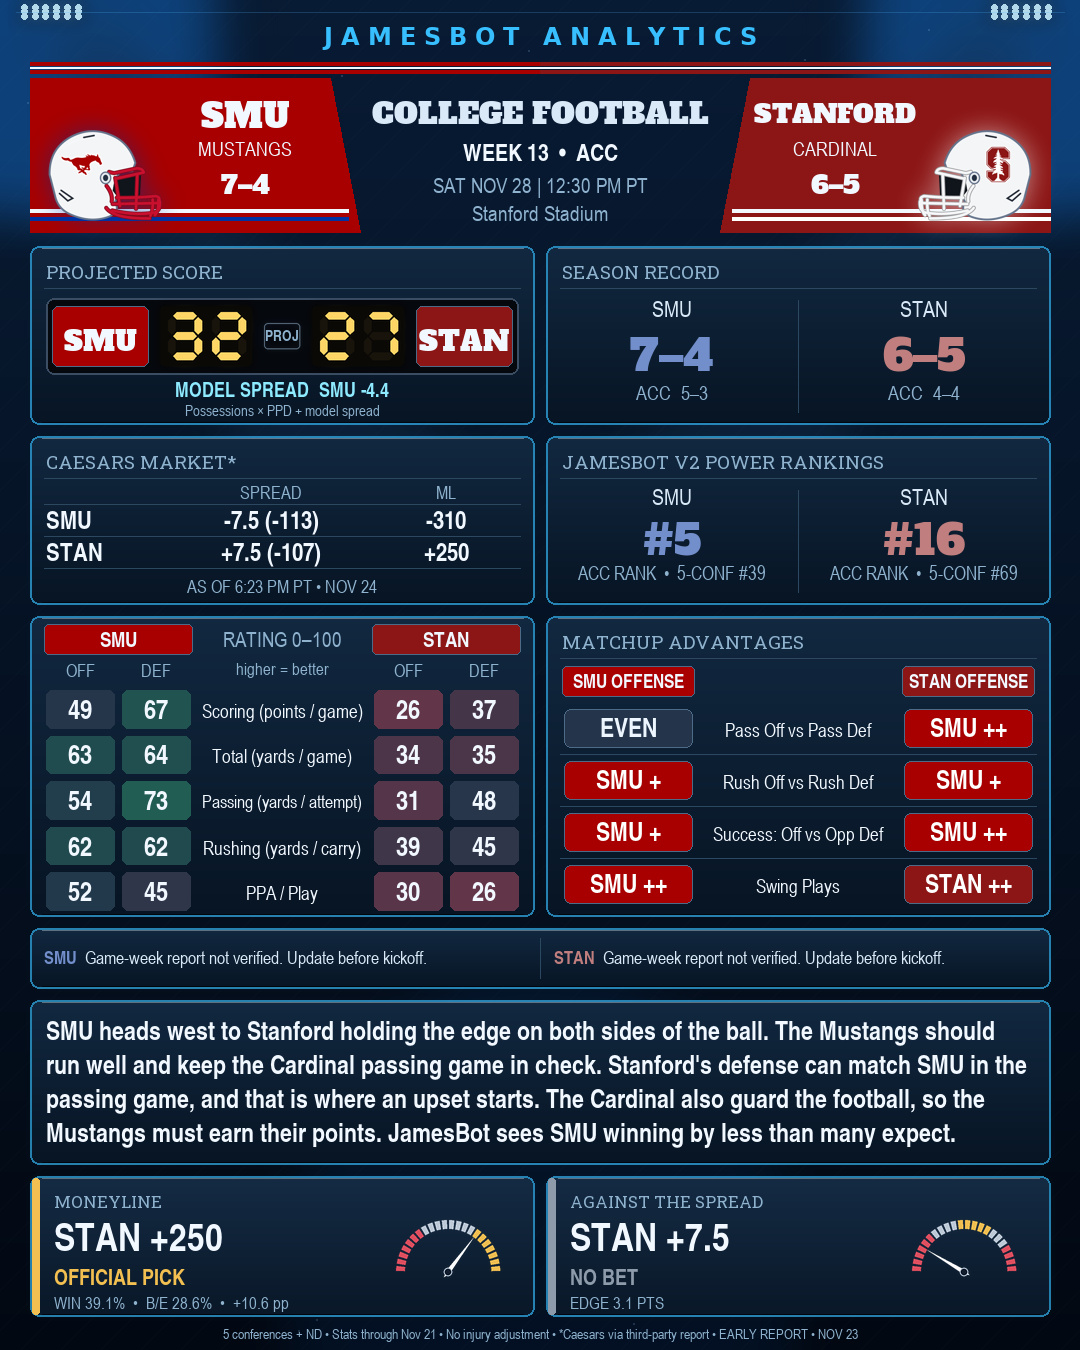 JAMESBOT ANALYTICS
SMU
MUSTANGS
7–4
COLLEGE FOOTBALL
WEEK 13 • ACC
SAT NOV 28 | 12:30 PM PT
Stanford Stadium
STANFORD
CARDINAL
6–5
S
PROJECTED SCORE
SMU 32 PROJ 27 STAN
MODEL SPREAD SMU -4.4
Possessions × PPD + model spread
SEASON RECORD
SMU STAN
7–4 6–5
ACC 5–3 ACC 4–4
CAESARS MARKET*
SPREAD ML
SMU -7.5 (-113) -310
STAN +7.5 (-107) +250
AS OF 6:23 PM PT • NOV 24
JAMESBOT V2 POWER RANKINGS
SMU STAN
#5 #16
ACC RANK • 5-CONF #39 ACC RANK • 5-CONF #69
SMU RATING 0–100 STAN
OFF DEF higher = better OFF DEF
49 67 Scoring (points / game) 26 37
63 64 Total (yards / game) 34 35
54 73 Passing (yards / attempt) 31 48
62 62 Rushing (yards / carry) 39 45
52 45 PPA / Play 30 26
MATCHUP ADVANTAGES
SMU OFFENSE STAN OFFENSE
EVEN Pass Off vs Pass Def SMU ++
SMU + Rush Off vs Rush Def SMU +
SMU + Success: Off vs Opp Def SMU ++
SMU ++ Swing Plays STAN ++
SMU Game-week report not verified. Update before kickoff.
STAN Game-week report not verified. Update before kickoff.
SMU heads west to Stanford holding the edge on both sides of the ball. The Mustangs should
run well and keep the Cardinal passing game in check. Stanford's defense can match SMU in the
passing game, and that is where an upset starts. The Cardinal also guard the football, so the
Mustangs must earn their points. JamesBot sees SMU winning by less than many expect.
MONEYLINE
STAN +250
OFFICIAL PICK
WIN 39.1% • B/E 28.6% • +10.6 pp
AGAINST THE SPREAD
STAN +7.5
NO BET
EDGE 3.1 PTS
5 conferences + ND • Stats through Nov 21 • No injury adjustment • *Caesars via third-party report • EARLY REPORT • NOV 23